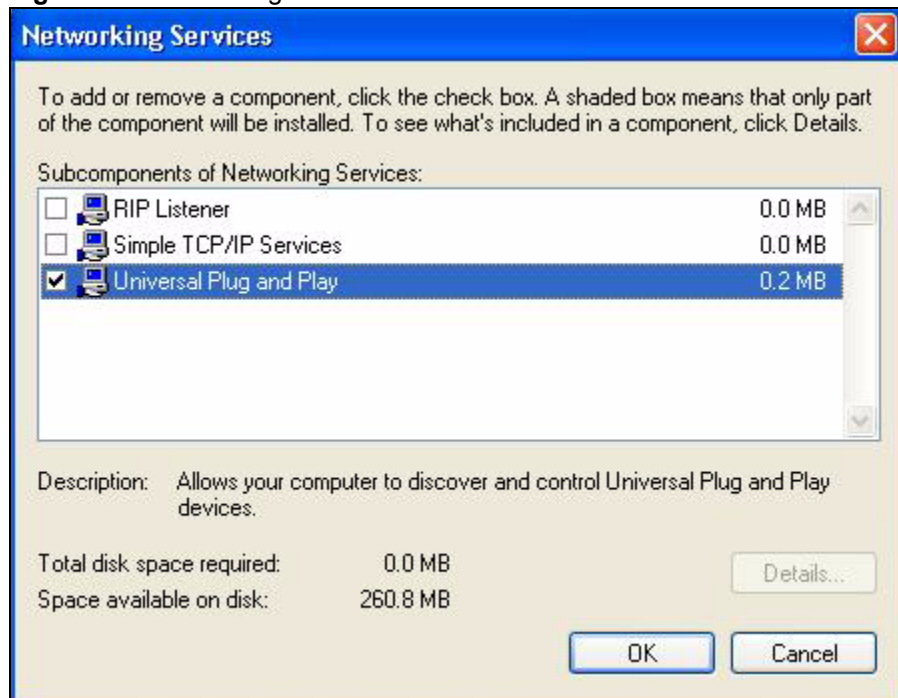 Networking Services
To add or remove a component, click the check box. A shaded box means that only part
of the component will be installed. To see what's included in a component, click Details.
Subcomponents of Networking Services:
RIP Listener 0.0 MB
Simple TCP/IP Services 0.0 MB
Universal Plug and Play 0.2 MB
Description: Allows your computer to discover and control Universal Plug and Play
devices.
Total disk space required: 0.0 MB
Space available on disk: 260.8 MB
Details...
OK Cancel